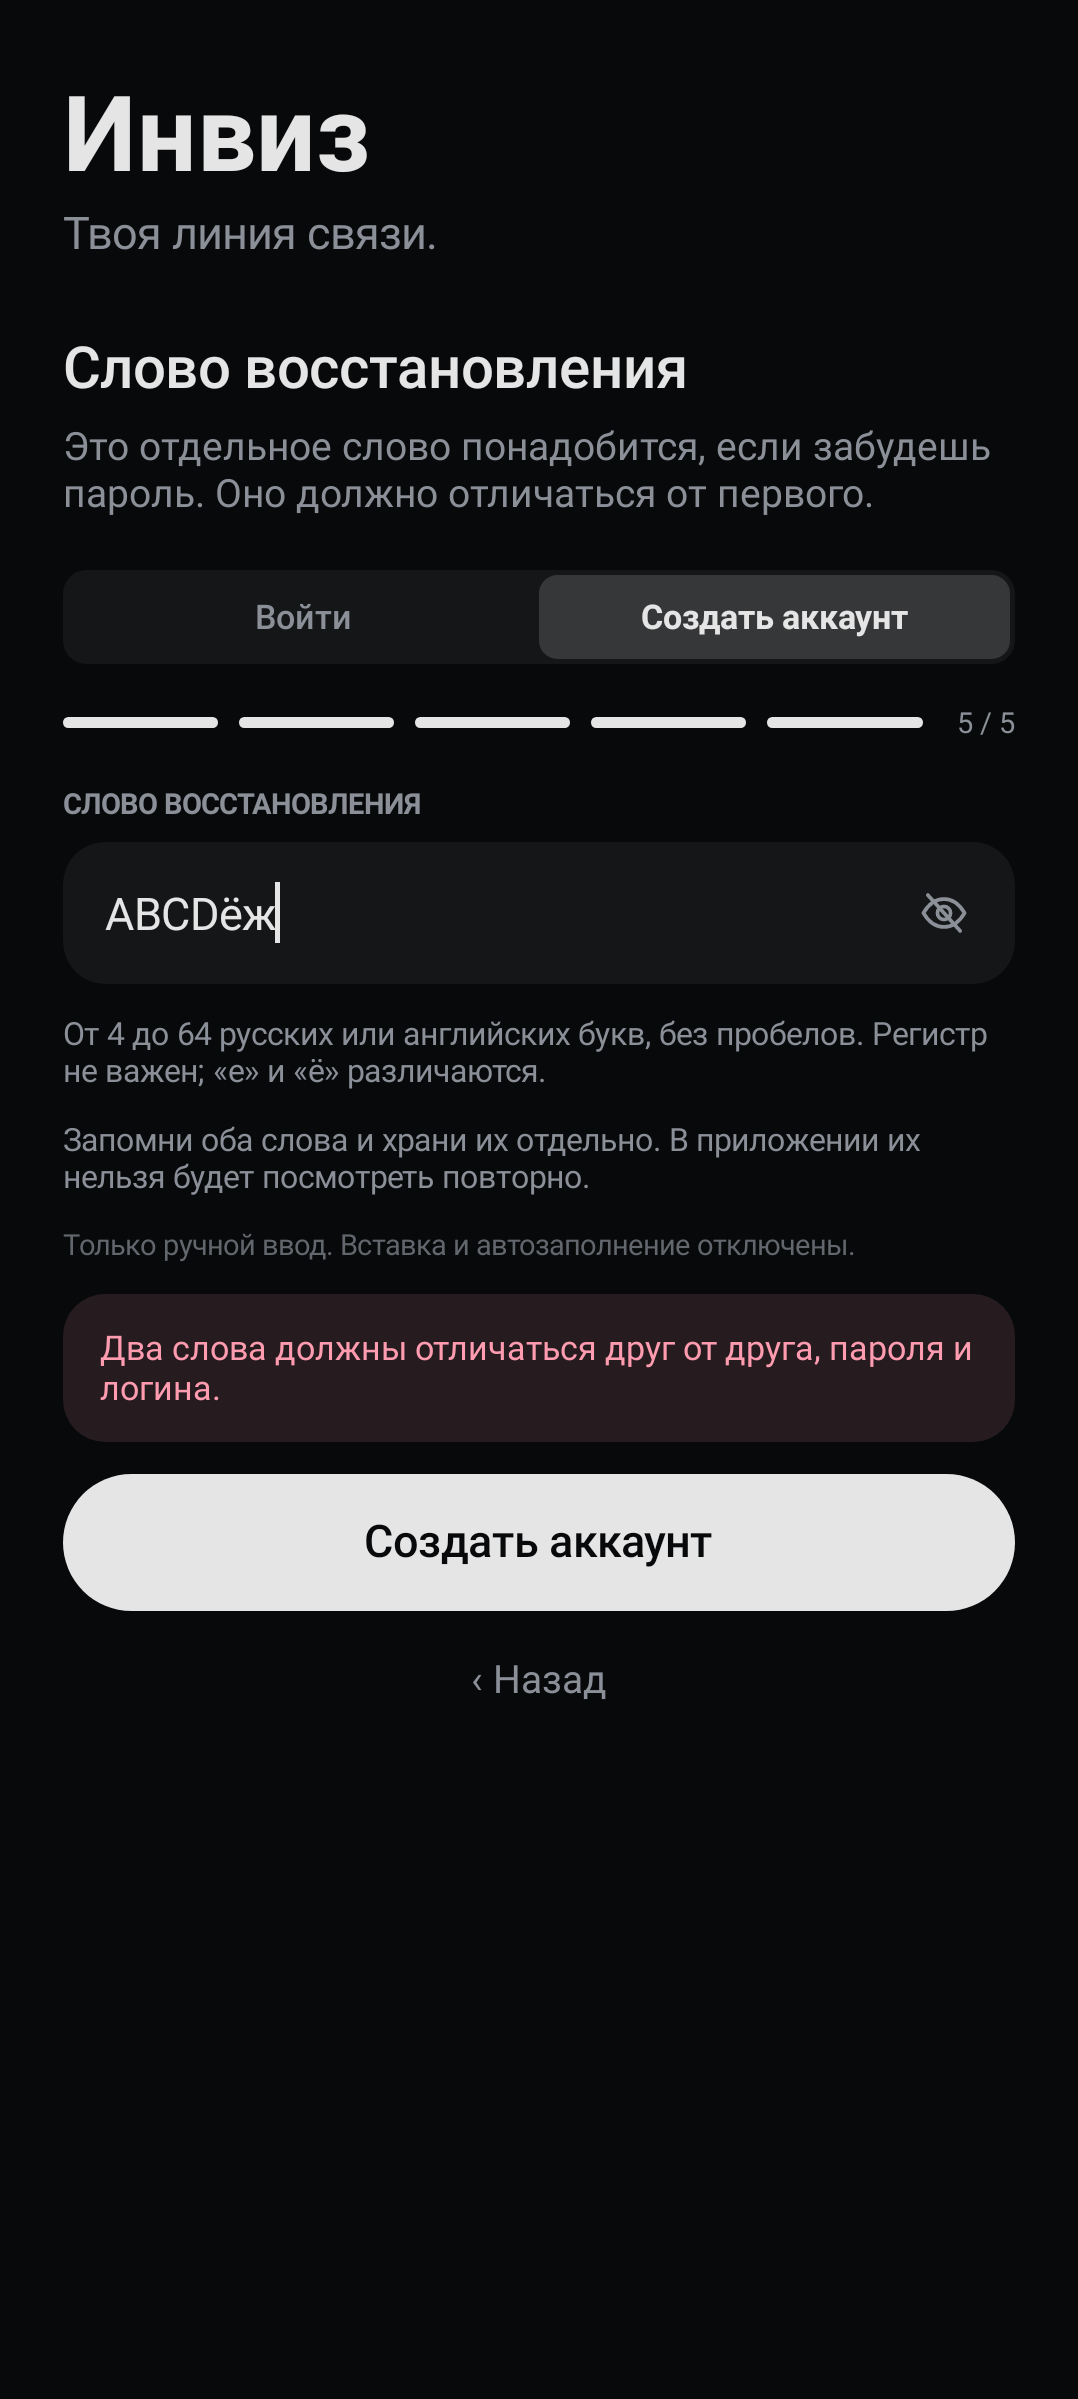 Инвиз
Твоя линия связи.
Слово восстановления
Это отдельное слово понадобится, если забудешь
пароль. Оно должно отличаться от первого.
Войти
Создать аккаунт
5 / 5
СЛОВО ВОССТАНОВЛЕНИЯ
ABCDёж
От 4 до 64 русских или английских букв, без пробелов. Регистр
не важен; «е» и «ё» различаются.
Запомни оба слова и храни их отдельно. В приложении их
нельзя будет посмотреть повторно.
Только ручной ввод. Вставка и автозаполнение отключены.
Два слова должны отличаться друг от друга, пароля и
логина.
Создать аккаунт
‹ Назад